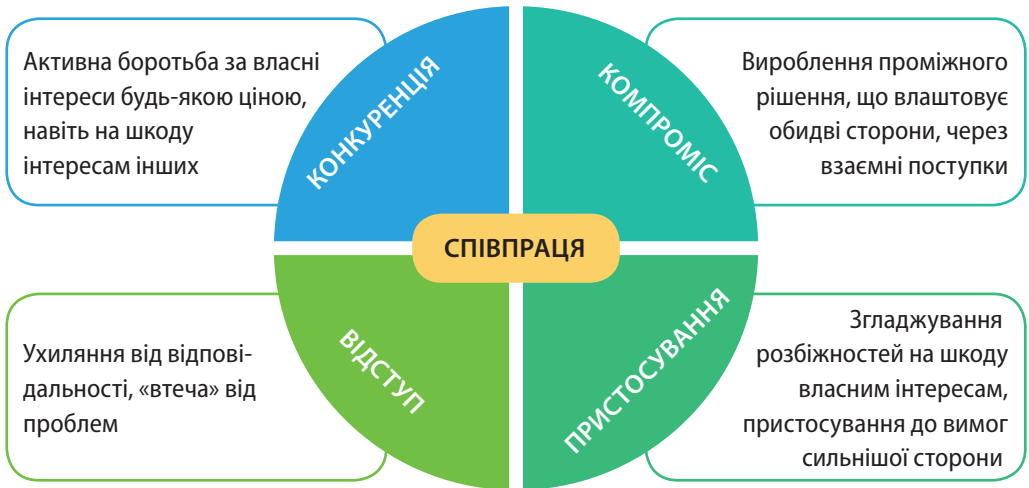 Активна боротьба за власні
інтереси будь-якою ціною,
навіть на шкоду
інтересам інших
КОНКУРЕНЦІЯ
КОМПРОМІС
Вироблення проміжного
рішення, що влаштовує
обидві сторони, через
взаємні поступки
СПІВПРАЦЯ
Ухиляння від відпові-
дальності, «втеча» від
проблем
ВІДСТУП
ПРИСТОСУВАННЯ
Згладжування
розбіжностей на шкоду
власним інтересам,
пристосування до вимог
сильнішої сторони